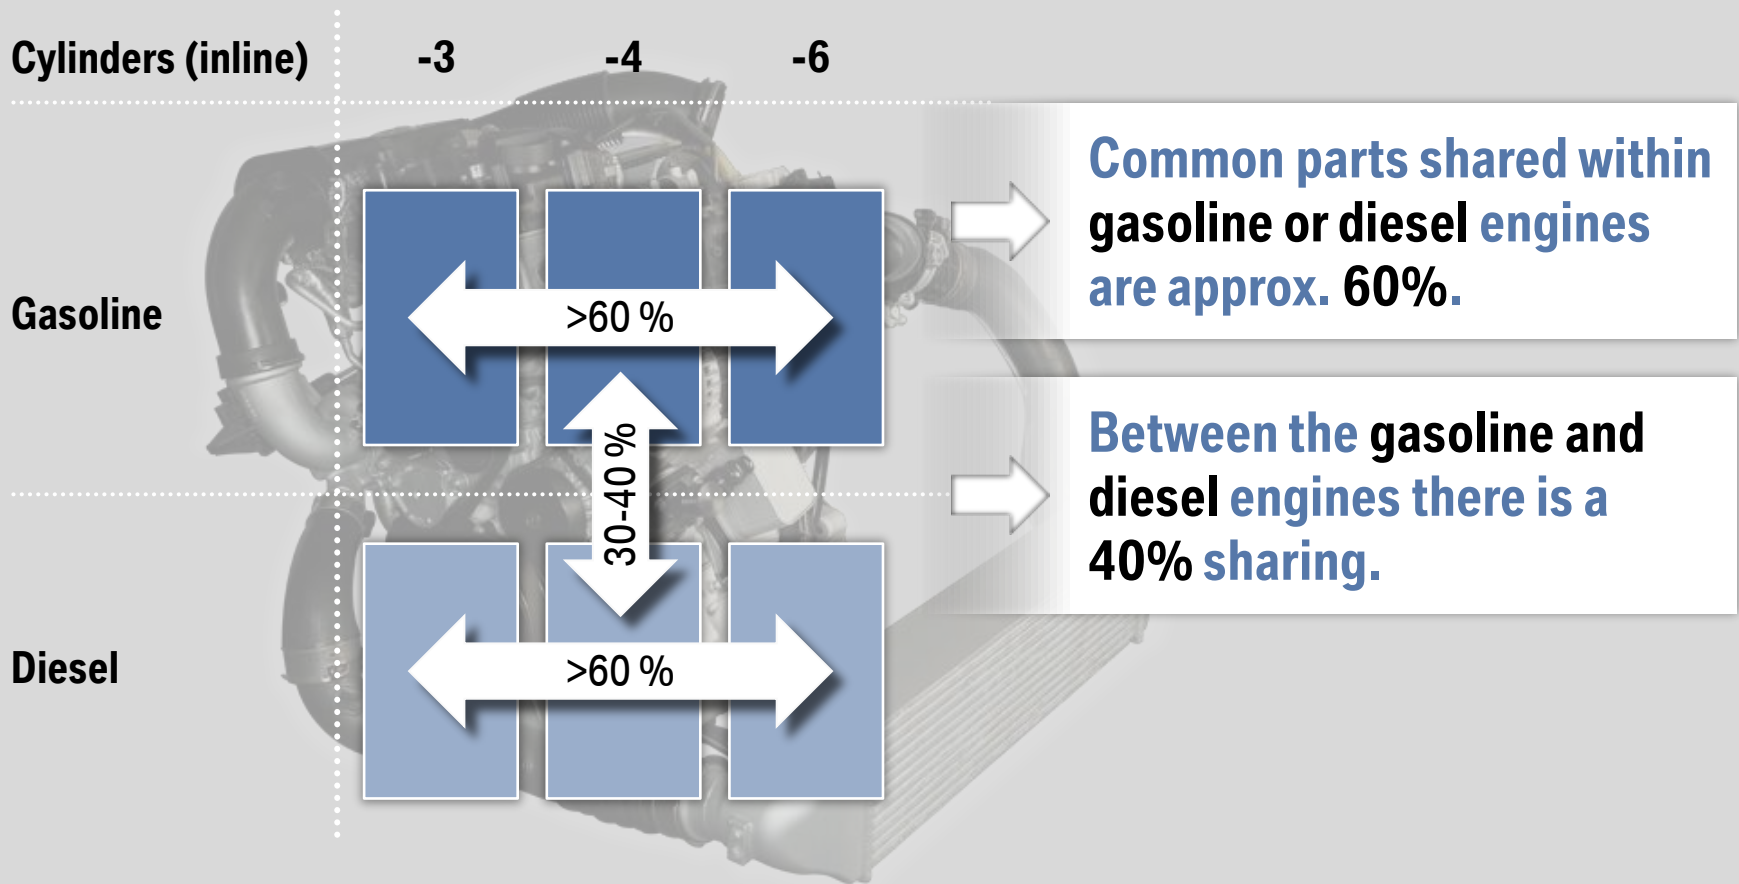 Cylinders (inline) -3 -4 -6
Common parts shared within
gasoline or diesel engines
are approx. 60%.
Gasoline
>60 %
30-40 %
Between the gasoline and
diesel engines there is a
40% sharing.
Diesel
>60 %